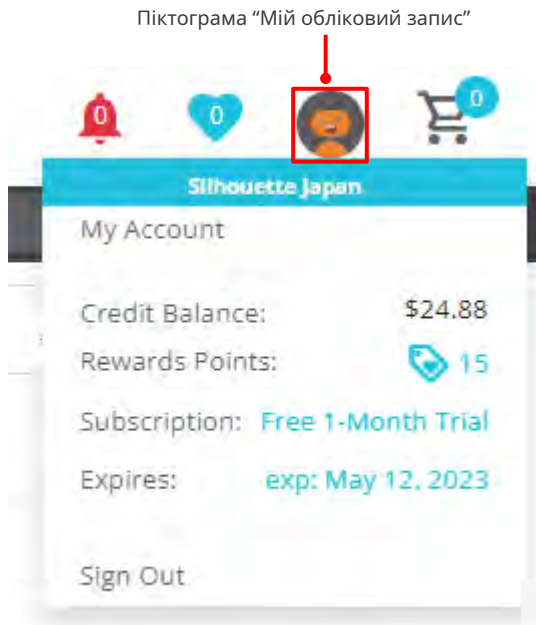 Піктограма “Мій обліковий запис”
0 0 0
Silhouette Japan
My Account
Credit Balance: $24.88
Rewards Points: 15
Subscription: Free 1-Month Trial
Expires: exp: May 12, 2023
Sign Out